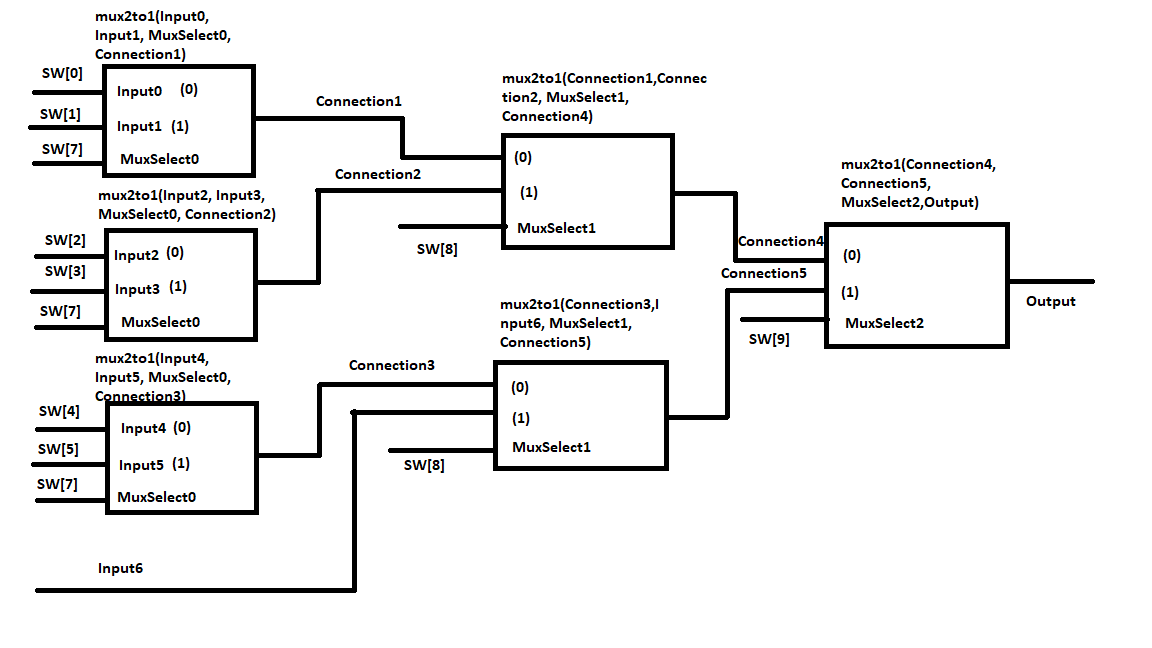 mux2to1(Input0,
Input1, MuxSelect0,
Connection1)
SW[0]
Input0 (0)
SW[1]
Input1 (1)
SW[7]
MuxSelect0
Connection1
mux2to1(Input2, Input3,
MuxSelect0, Connection2)
SW[2]
Input2 (0)
SW[3]
Input3 (1)
SW[7]
MuxSelect0
Connection2
mux2to1(Input4,
Input5, MuxSelect0,
Connection3)
SW[4]
Input4 (0)
SW[5]
Input5 (1)
SW[7]
MuxSelect0
Connection3
Input6
mux2to1(Connection1,Connec
tion2, MuxSelect1,
Connection4)
(0)
(1)
MuxSelect1
SW[8]
Connection4
mux2to1(Connection3,I
nput6, MuxSelect1,
Connection5)
(0)
(1)
MuxSelect1
SW[8]
Connection5
mux2to1(Connection4,
Connection5,
MuxSelect2,Output)
(0)
(1)
MuxSelect2
SW[9]
Output